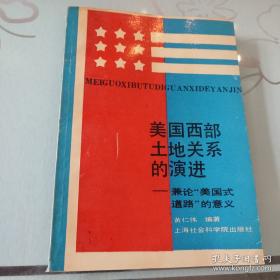 MEIGUOXIBUTUDIGUANXIDEYANJIN
美国西部
土地关系
的演进
——兼论“美国式
道路”的意义
黄仁伟 编著
上海社会科学院出版社